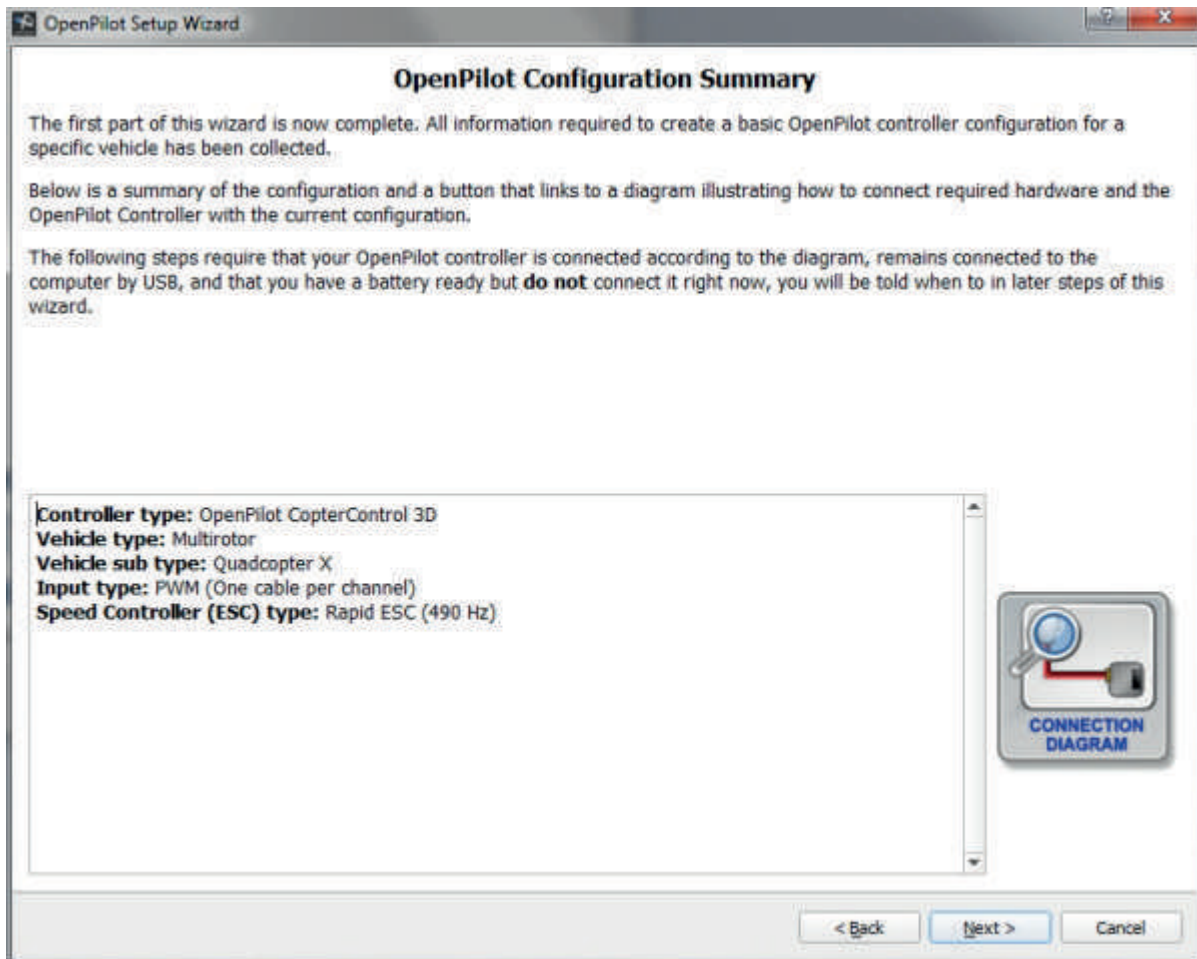 OpenPilot Setup Wizard
OpenPilot Configuration Summary
The first part of this wizard is now complete. All information required to create a basic OpenPilot controller configuration for a
specific vehicle has been collected.
Below is a summary of the configuration and a button that links to a diagram illustrating how to connect required hardware and the
OpenPilot Controller with the current configuration.
The following steps require that your OpenPilot controller is connected according to the diagram, remains connected to the
computer by USB, and that you have a battery ready but do not connect it right now, you will be told when to in later steps of this
wizard.
Controller type: OpenPilot CopterControl 3D
Vehicle type: Multirotor
Vehicle sub type: Quadcopter X
Input type: PWM (One cable per channel)
Speed Controller (ESC) type: Rapid ESC (490 Hz)
CONNECTION
DIAGRAM
< Back Next > Cancel